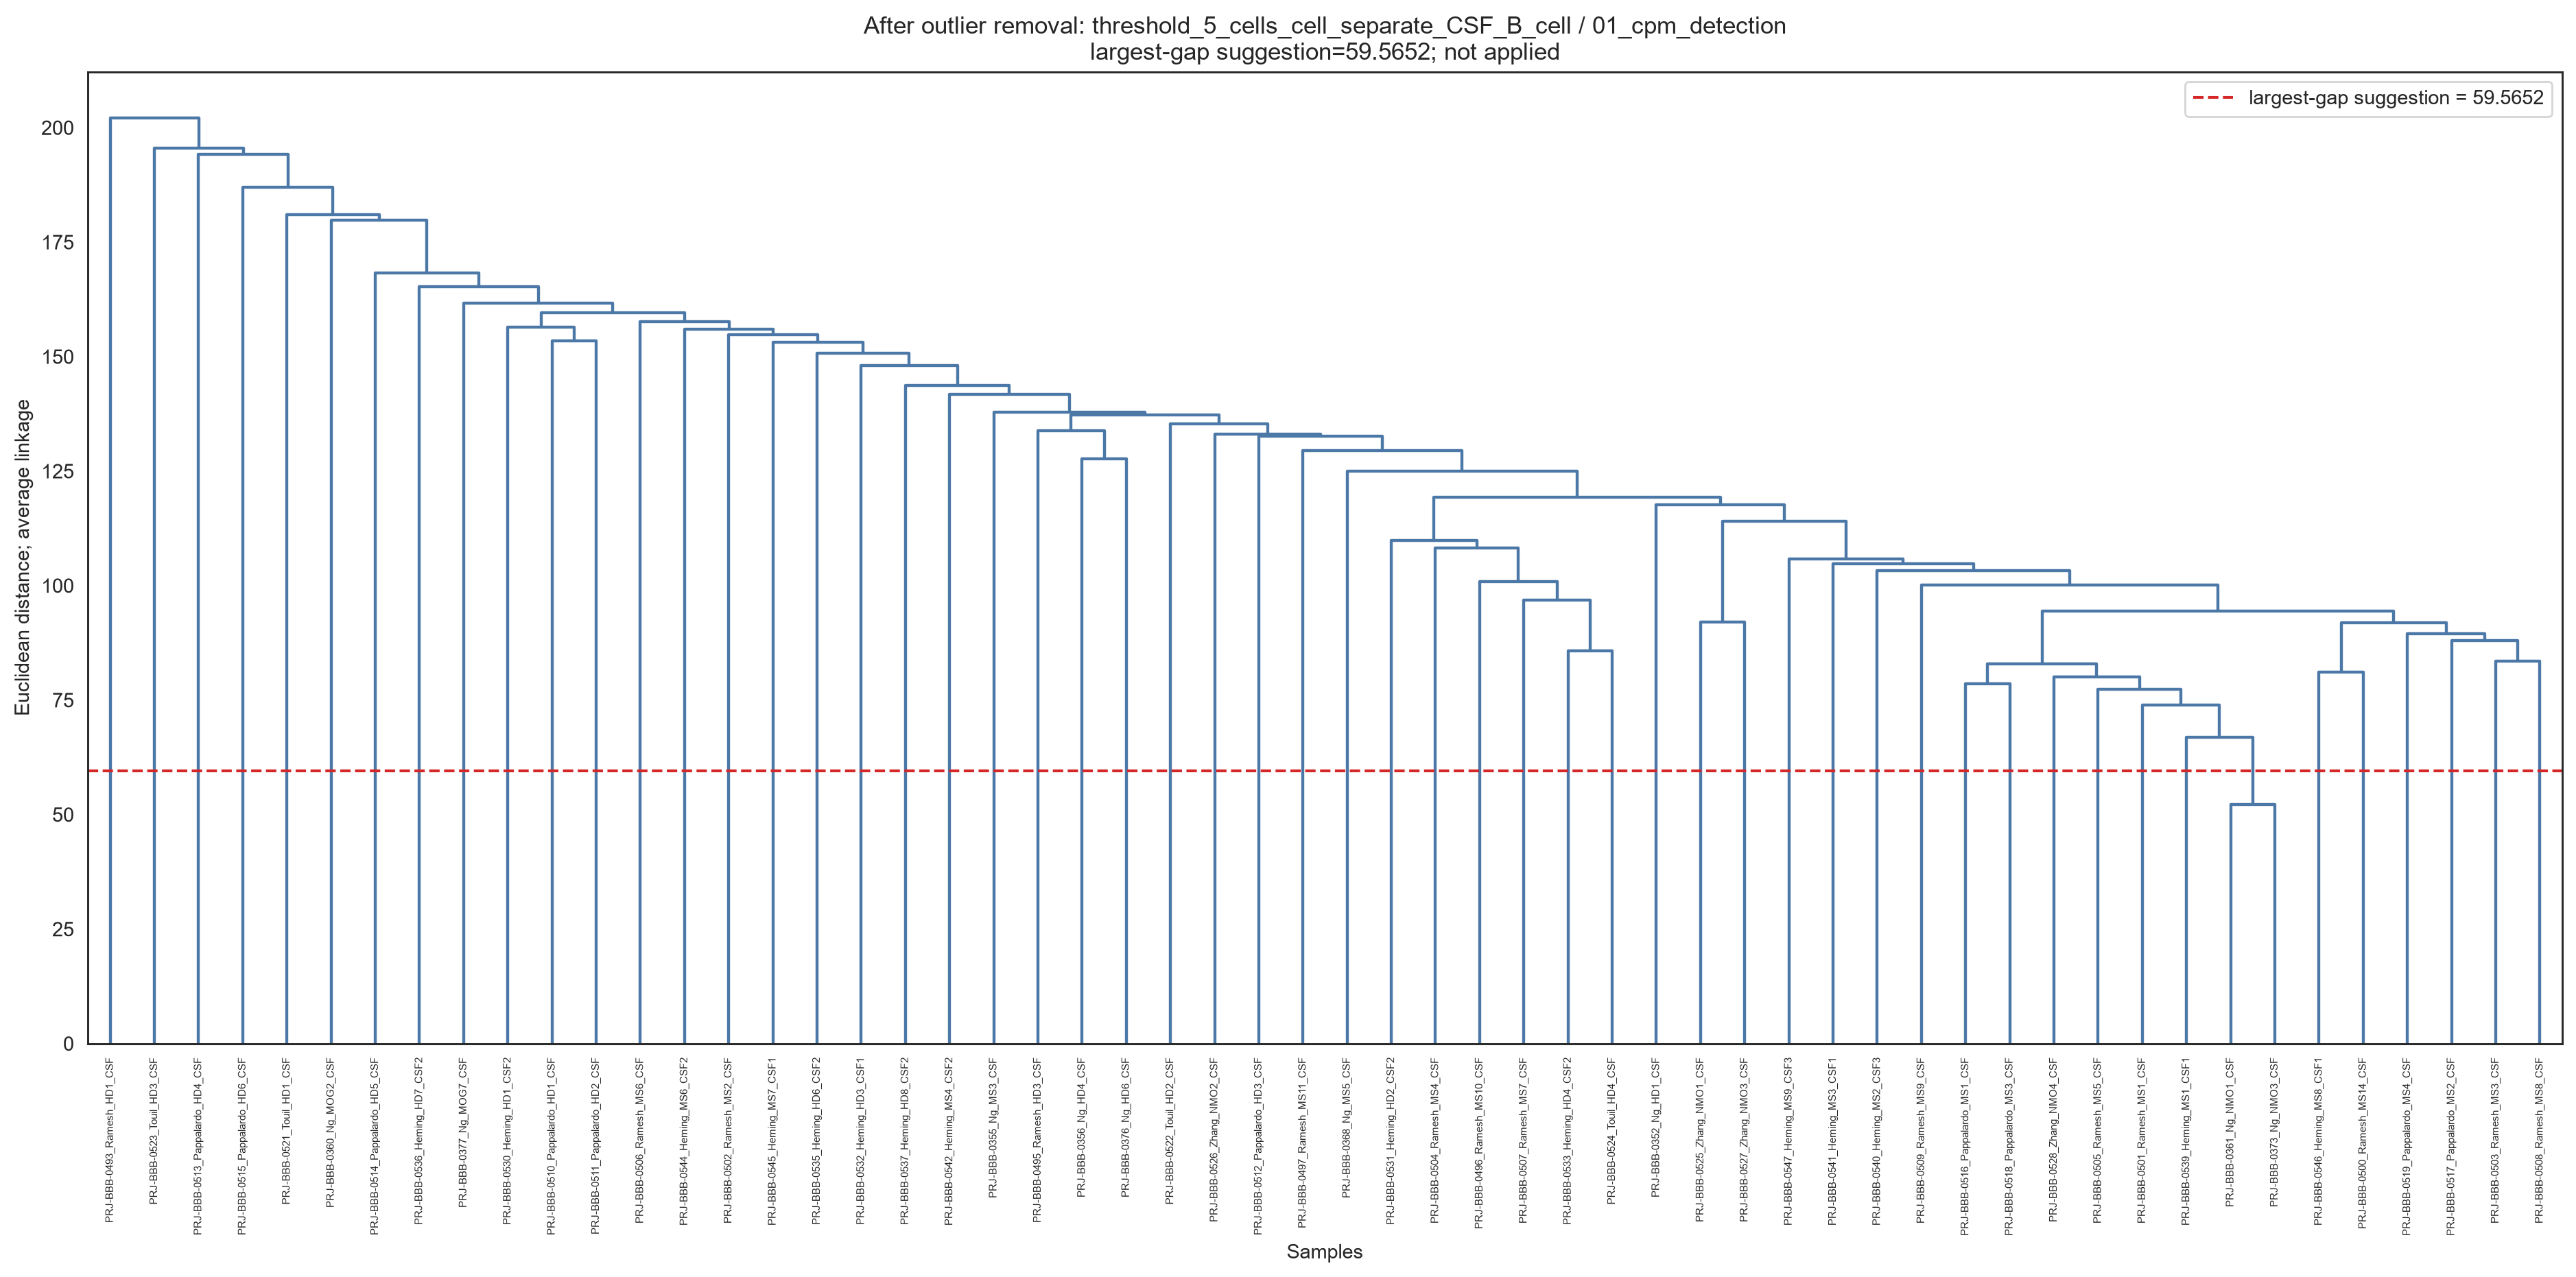 After outlier removal: threshold_5_cells_cell_separate_CSF_B_cell / 01_cpm_detection
largest-gap suggestion=59.5652; not applied
largest-gap suggestion = 59.5652
Euclidean distance; average linkage
200
175
150
125
100
75
50
25
0
PRJ-BBB-0493_Ramesh_HD1_CSF
PRJ-BBB-0523_Touil_HD3_CSF
PRJ-BBB-0513_Pappalardo_HD4_CSF
PRJ-BBB-0515_Pappalardo_HD6_CSF
PRJ-BBB-0521_Touil_HD1_CSF
PRJ-BBB-0360_Ng_MOG2_CSF
PRJ-BBB-0514_Pappalardo_HD5_CSF
PRJ-BBB-0536_Heming_HD7_CSF2
PRJ-BBB-0377_Ng_MOG7_CSF
PRJ-BBB-0530_Heming_HD1_CSF2
PRJ-BBB-0510_Pappalardo_HD1_CSF
PRJ-BBB-0511_Pappalardo_HD2_CSF
PRJ-BBB-0506_Ramesh_MS6_CSF
PRJ-BBB-0544_Heming_MS6_CSF2
PRJ-BBB-0502_Ramesh_MS2_CSF
PRJ-BBB-0545_Heming_MS7_CSF1
PRJ-BBB-0535_Heming_HD6_CSF2
PRJ-BBB-0532_Heming_HD3_CSF1
PRJ-BBB-0537_Heming_HD8_CSF2
PRJ-BBB-0542_Heming_MS4_CSF2
PRJ-BBB-0355_Ng_MS3_CSF
PRJ-BBB-0495_Ramesh_HD3_CSF
PRJ-BBB-0356_Ng_HD4_CSF
PRJ-BBB-0376_Ng_HD6_CSF
PRJ-BBB-0522_Touil_HD2_CSF
PRJ-BBB-0526_Zhang_NMO2_CSF
PRJ-BBB-0512_Pappalardo_HD3_CSF
PRJ-BBB-0497_Ramesh_MS11_CSF
PRJ-BBB-0368_Ng_MS5_CSF
PRJ-BBB-0531_Heming_HD2_CSF2
PRJ-BBB-0504_Ramesh_MS4_CSF
PRJ-BBB-0496_Ramesh_MS10_CSF
PRJ-BBB-0507_Ramesh_MS7_CSF
PRJ-BBB-0533_Heming_HD4_CSF2
PRJ-BBB-0524_Touil_HD4_CSF
PRJ-BBB-0352_Ng_HD1_CSF
PRJ-BBB-0525_Zhang_NMO1_CSF
PRJ-BBB-0527_Zhang_NMO3_CSF
PRJ-BBB-0547_Heming_MS9_CSF3
PRJ-BBB-0541_Heming_MS3_CSF1
PRJ-BBB-0540_Heming_MS2_CSF3
PRJ-BBB-0509_Ramesh_MS9_CSF
PRJ-BBB-0516_Pappalardo_MS1_CSF
PRJ-BBB-0518_Pappalardo_MS3_CSF
PRJ-BBB-0528_Zhang_NMO4_CSF
PRJ-BBB-0505_Ramesh_MS5_CSF
PRJ-BBB-0501_Ramesh_MS1_CSF
PRJ-BBB-0539_Heming_MS1_CSF1
PRJ-BBB-0361_Ng_NMO1_CSF
PRJ-BBB-0373_Ng_NMO3_CSF
PRJ-BBB-0546_Heming_MS8_CSF1
PRJ-BBB-0500_Ramesh_MS14_CSF
PRJ-BBB-0519_Pappalardo_MS4_CSF
PRJ-BBB-0517_Pappalardo_MS2_CSF
PRJ-BBB-0503_Ramesh_MS3_CSF
PRJ-BBB-0508_Ramesh_MS8_CSF
Samples